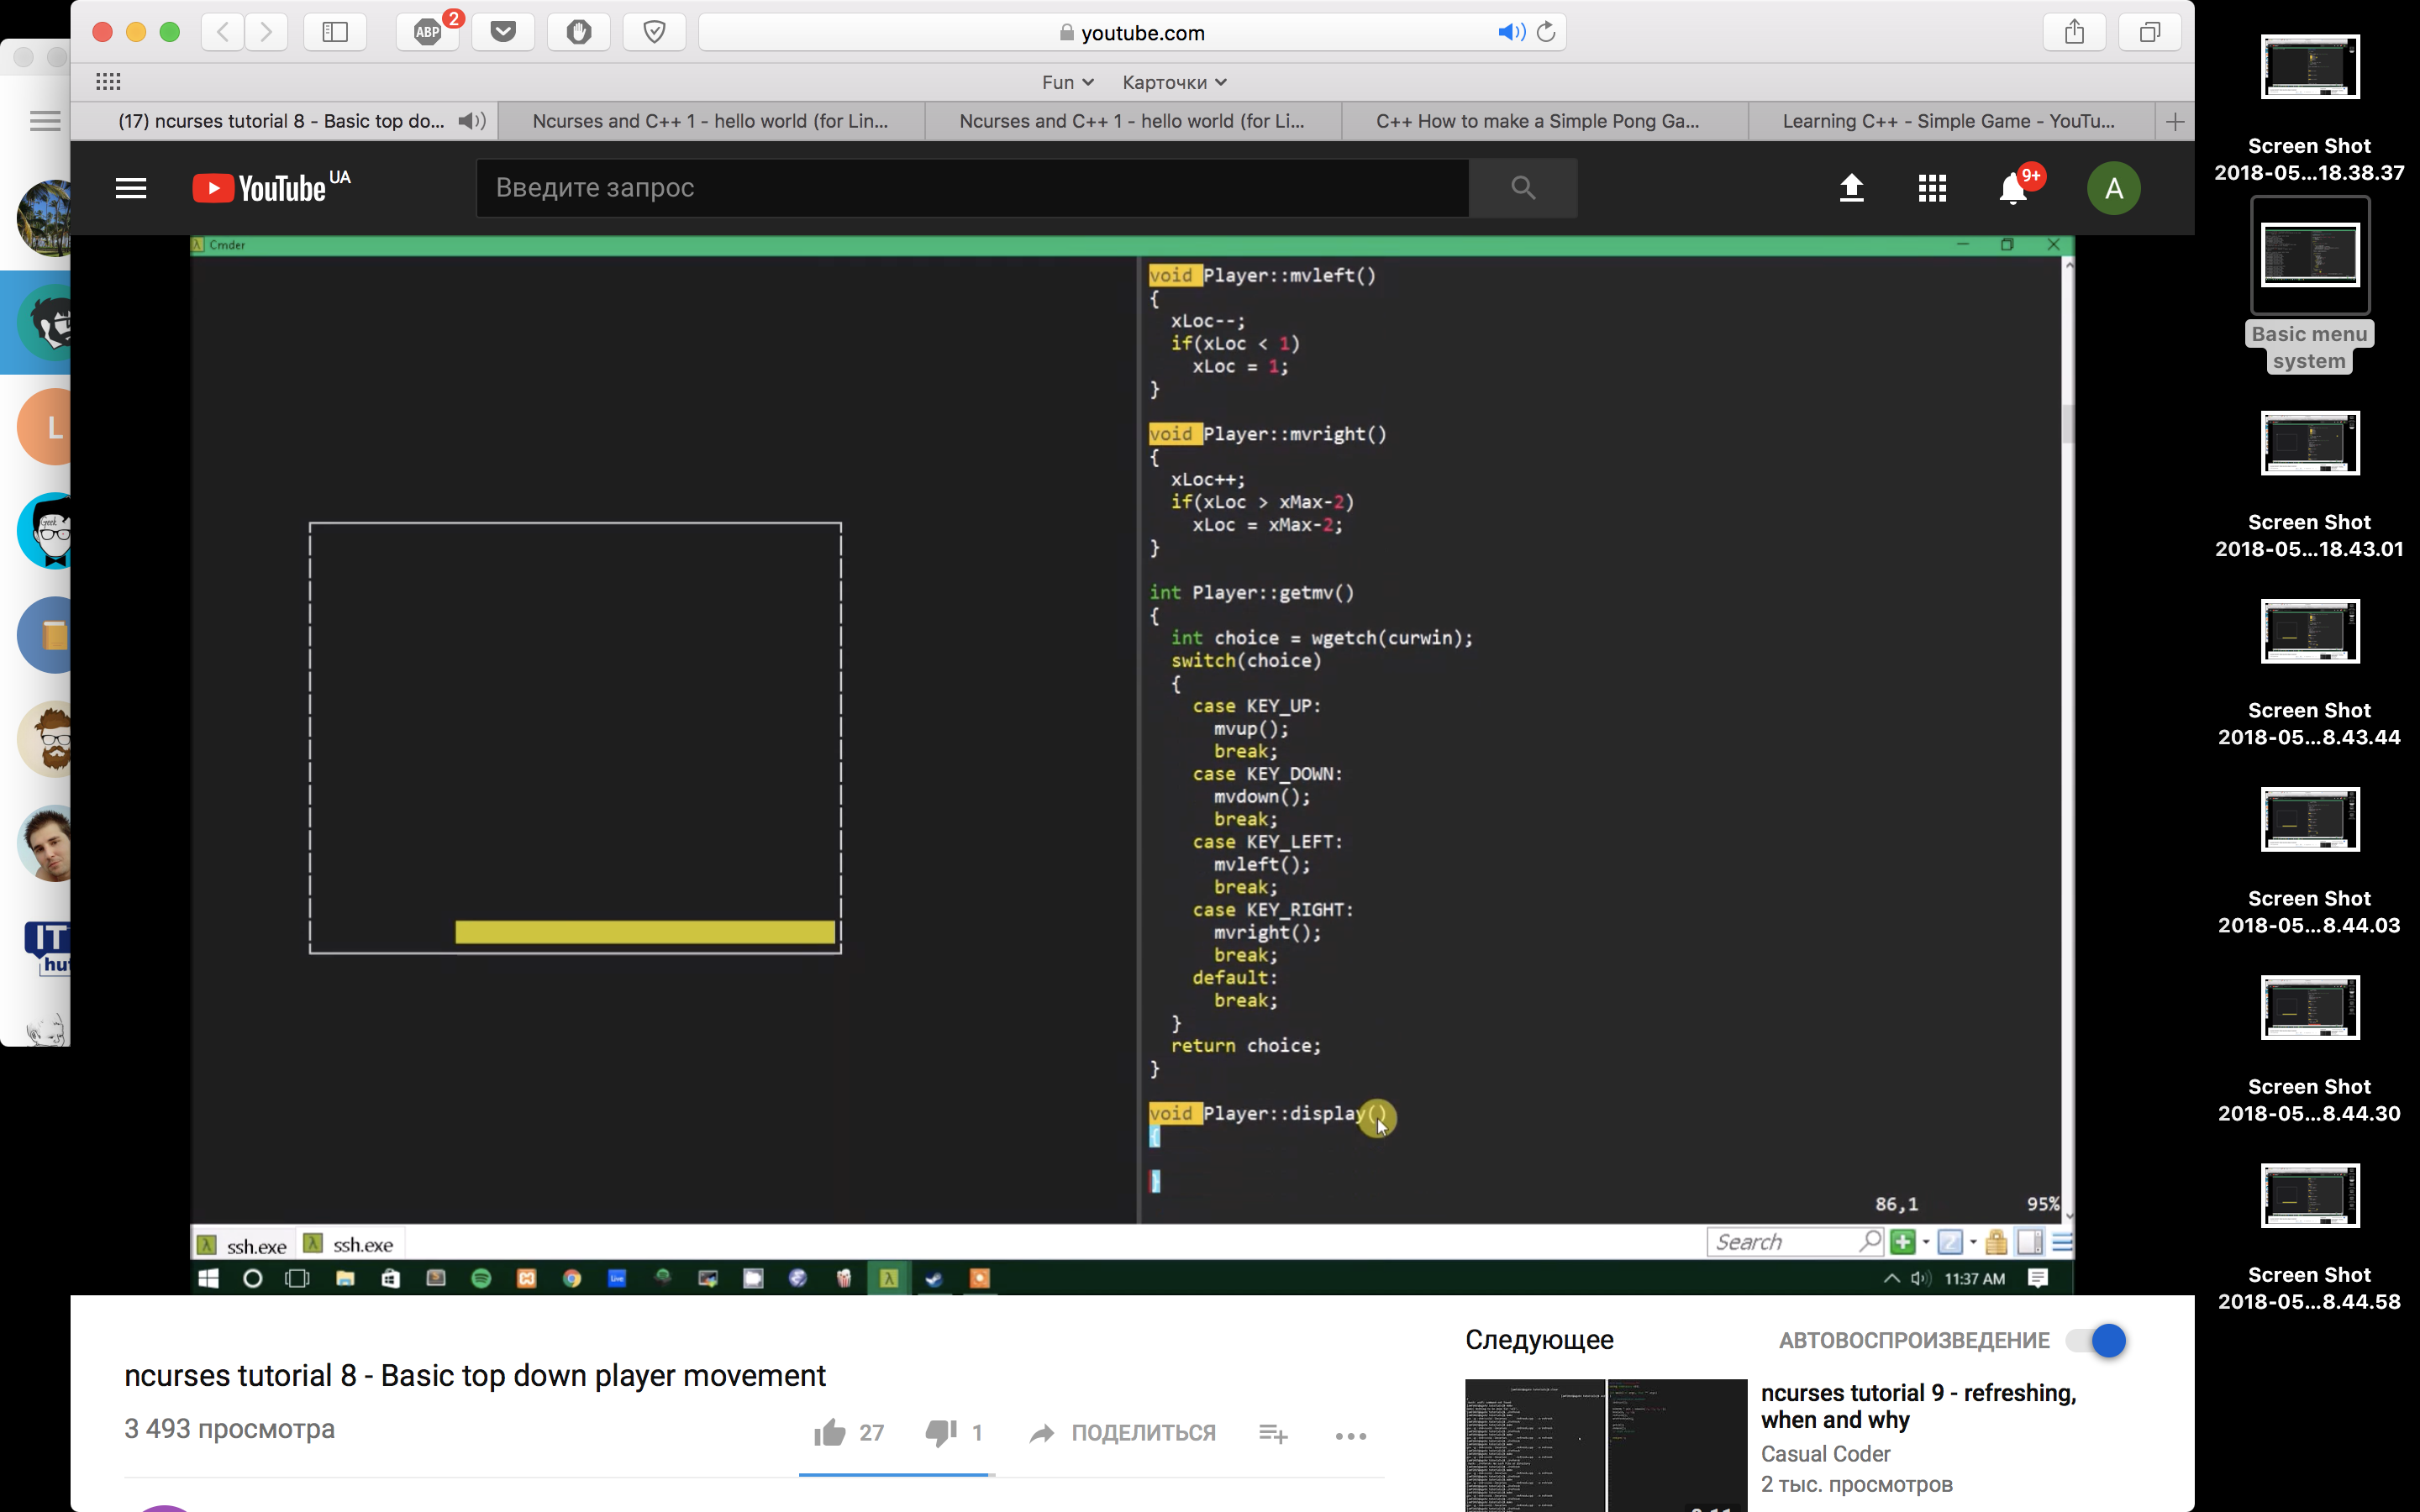 ABP
2
youtube.com
Fun
Карточки
(17) ncurses tutorial 8 - Basic top do...
Ncurses and C++ 1 - hello world (for Lin...
Ncurses and C++ 1 - hello world (for Li...
C++ How to make a Simple Pong Ga...
Learning C++ - Simple Game - YouTu...
YouTube UA
Введите запрос
9+
A
L
Geek
IT
hu
Cmder
void Player::mvleft()
{
xLoc--;
if(xLoc < 1)
xLoc = 1;
}
void Player::mvright()
{
xLoc++;
if(xLoc > xMax-2)
xLoc = xMax-2;
}
int Player::getmv()
{
int choice = wgetch(curwin);
switch(choice)
{
case KEY_UP:
mvup();
break;
case KEY_DOWN:
mvdown();
break;
case KEY_LEFT:
mvleft();
break;
case KEY_RIGHT:
mvright();
break;
default:
break;
}
return choice;
}
void Player::display()
{
}
86,1 95%
ssh.exe
ssh.exe
Search
Live
11:37 AM
ncurses tutorial 8 - Basic top down player movement
3 493 просмотра
27
1
ПОДЕЛИТЬСЯ
Следующее
АВТОВОСПРОИЗВЕДЕНИЕ
ncurses tutorial 9 - refreshing,
when and why
Casual Coder
2 тыс. просмотров
Screen Shot
2018-05...18.38.37
Basic menu
system
Screen Shot
2018-05...18.43.01
Screen Shot
2018-05...8.43.44
Screen Shot
2018-05...8.44.03
Screen Shot
2018-05...8.44.30
Screen Shot
2018-05...8.44.58